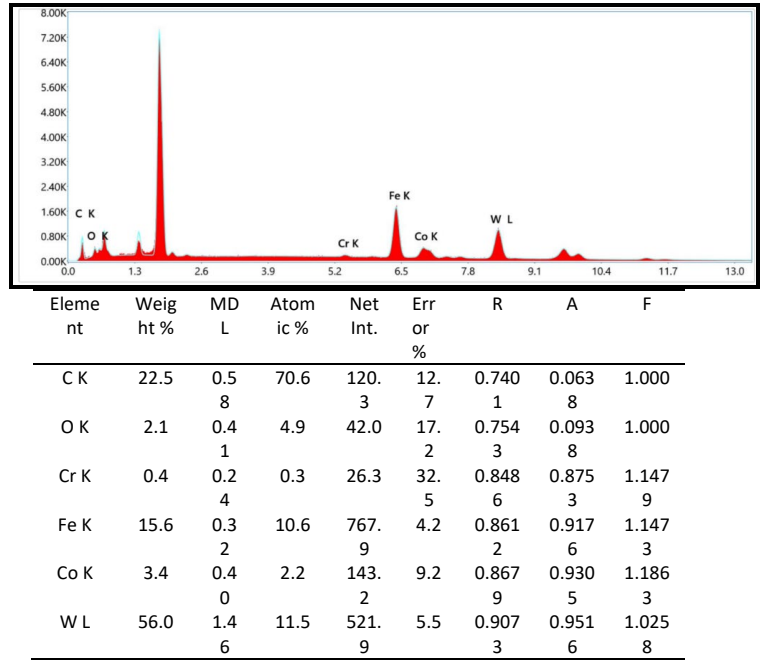 8.00K
7.20K
6.40K
5.60K
4.80K
4.00K
3.20K
2.40K
1.60K
0.80K
0.00K
C K
O K
Cr K
Fe K
Co K
W L
0.0 1.3 2.6 3.9 5.2 6.5 7.8 9.1 10.4 11.7 13.0
Eleme Weig MD Atom Net Err R A F
nt ht % L ic % Int. or
%
C K 22.5 0.5 70.6 120. 12. 0.740 0.063 1.000
8 3 7 1 8
O K 2.1 0.4 4.9 42.0 17. 0.754 0.093 1.000
1 2 3 8
Cr K 0.4 0.2 0.3 26.3 32. 0.848 0.875 1.147
4 5 6 3 9
Fe K 15.6 0.3 10.6 767. 4.2 0.861 0.917 1.147
2 9 2 6 3
Co K 3.4 0.4 2.2 143. 9.2 0.867 0.930 1.186
0 2 9 5 3
W L 56.0 1.4 11.5 521. 5.5 0.907 0.951 1.025
6 9 3 6 8